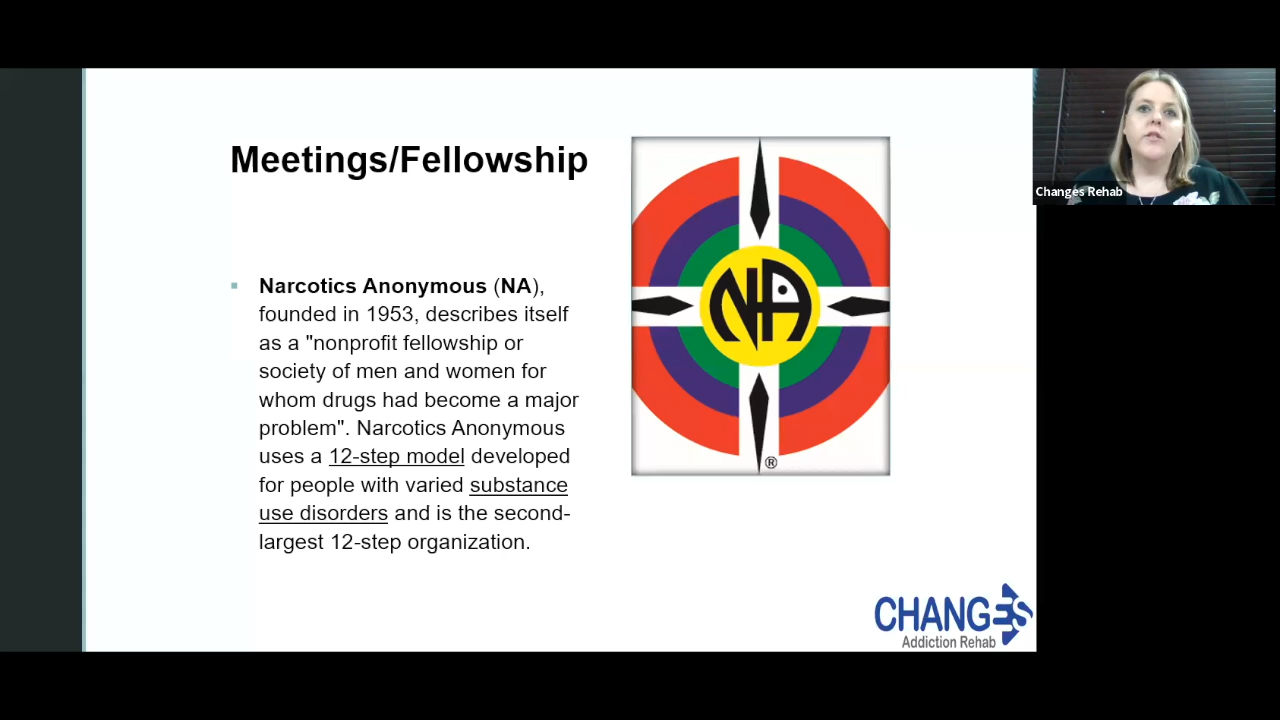 Meetings/Fellowship
Narcotics Anonymous (NA),
founded in 1953, describes itself
as a "nonprofit fellowship or
society of men and women for
whom drugs had become a major
problem". Narcotics Anonymous
uses a 12-step model developed
for people with varied substance
use disorders and is the second-
largest 12-step organization.
NA
®
Changes Rehab
CHANGES
Addiction Rehab